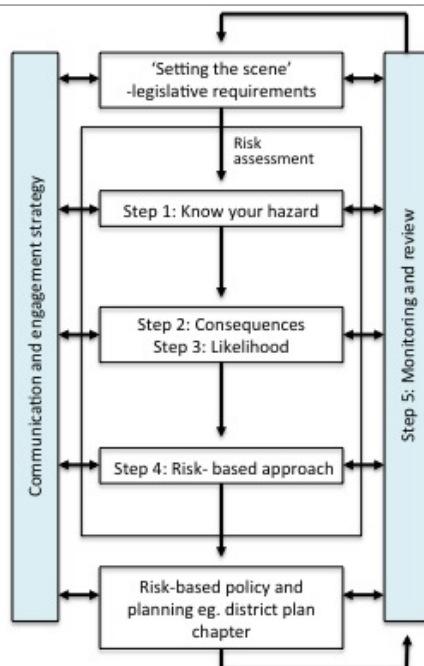 'Setting the scene'
-legislative requirements
Risk
assessment
Communication and engagement strategy
Step 1: Know your hazard
Step 2: Consequences
Step 3: Likelihood
Step 4: Risk- based approach
Step 5: Monitoring and review
Risk-based policy and
planning eg. district plan
chapter